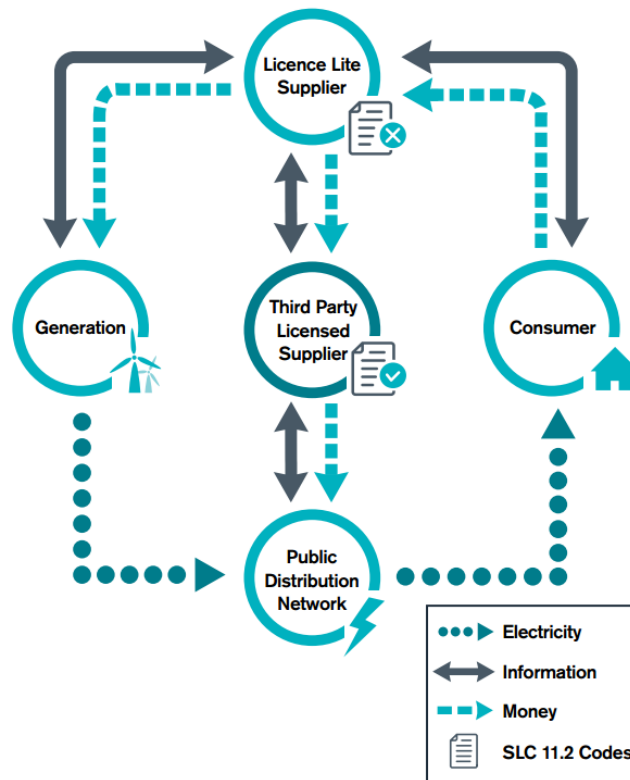 Licence Lite
Supplier
Generation
Third Party
Licensed
Supplier
Consumer
Public
Distribution
Network
Electricity
Information
Money
SLC 11.2 Codes